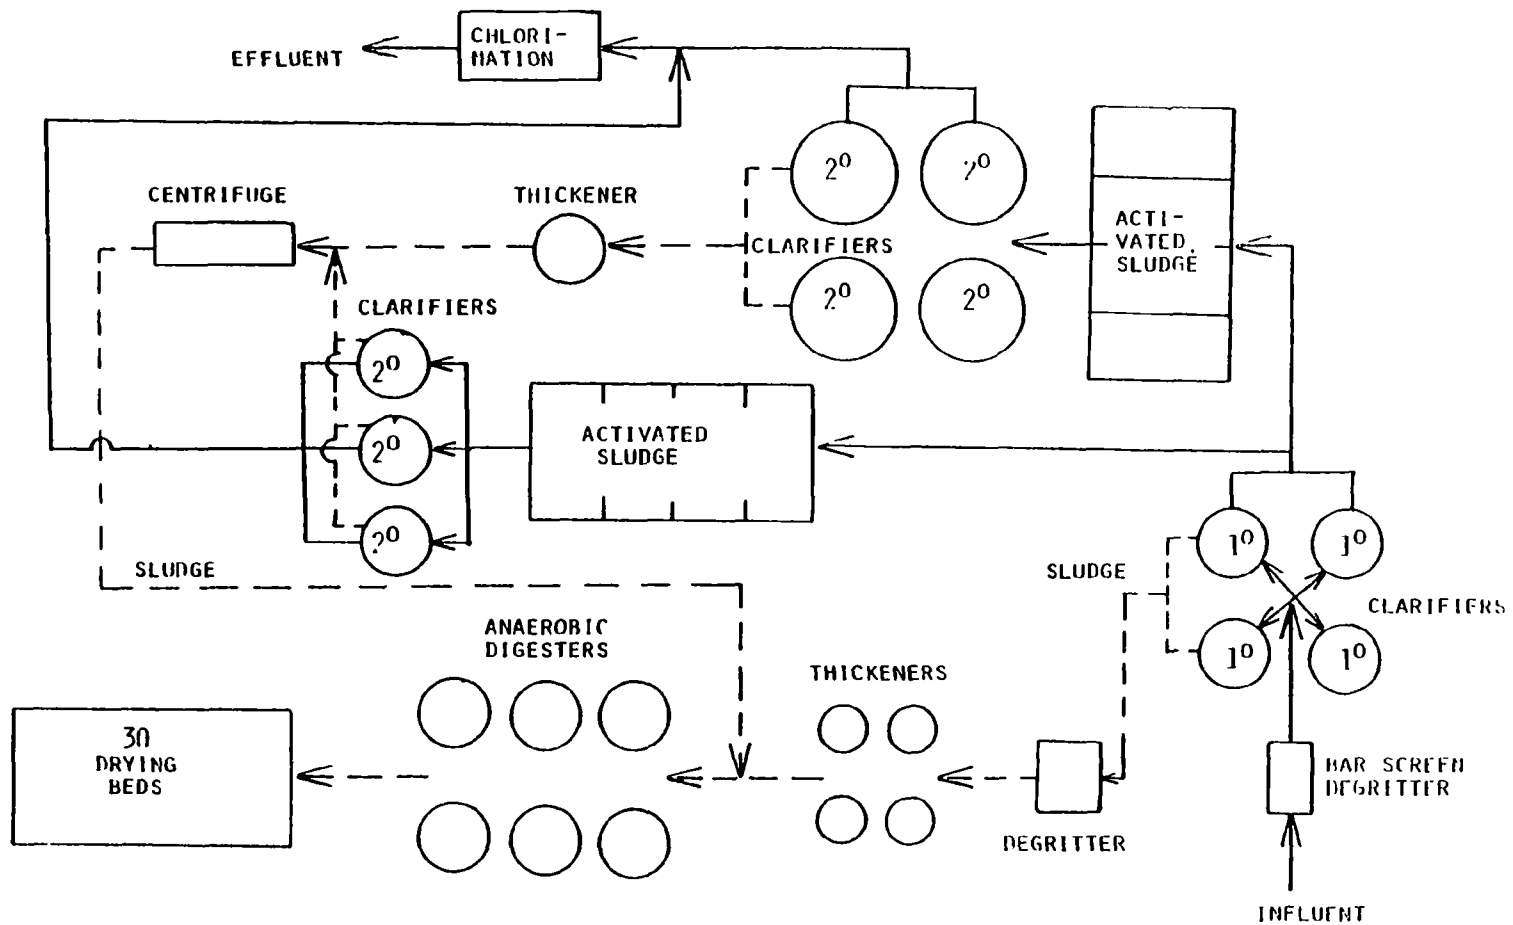 EFFLUENT
CHLORI-
NATION
CENTRIFUGE
THICKENER
2⁰
2⁰
CLARIFIERS
2⁰
2⁰
ACTI-
VATED
SLUDGE
CLARIFIERS
2⁰
2⁰
2⁰
ACTIVATED
SLUDGE
SLUDGE
1⁰
1⁰
SLUDGE
CLARIFIERS
1⁰
1⁰
ANAEROBIC
DIGESTERS
THICKENERS
30
DRYING
BEDS
BAR SCREEN
DEGRITTER
DEGRITTER
INFLUENT